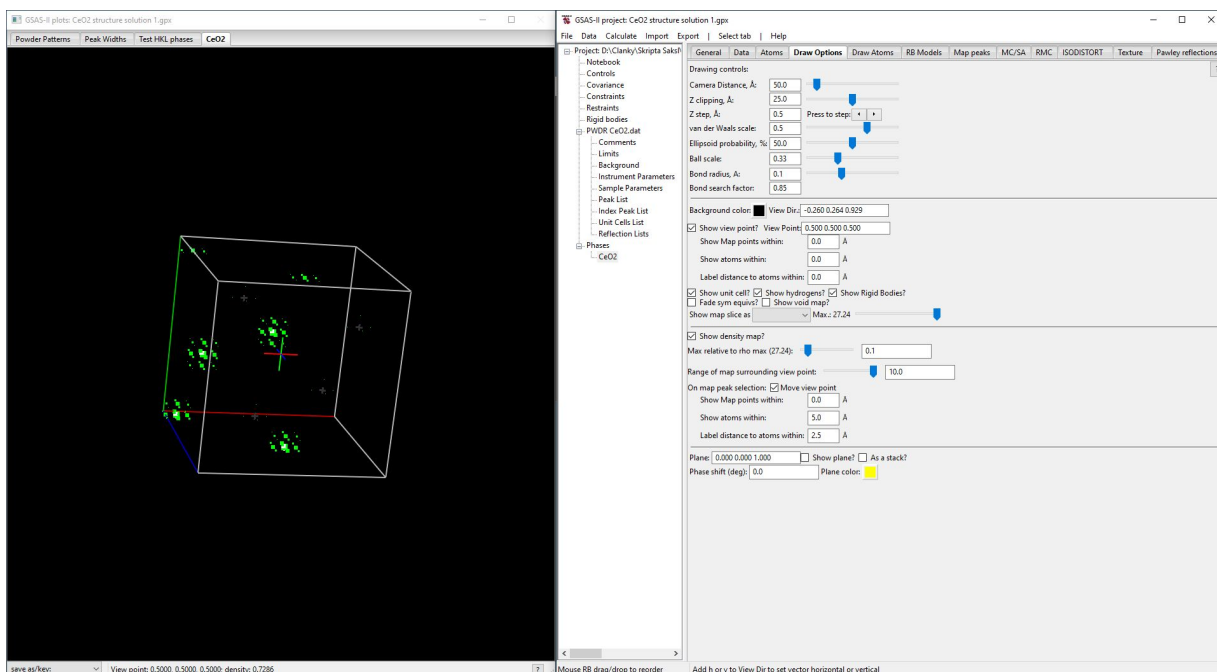 GSAS-II plots: CeO2 structure solution 1.gpx
Powder Patterns Peak Widths Test HKL phases CeO2
save as/key: View point: 0.5000, 0.5000, 0.5000; density: 0.7286 ?
GSAS-II project: CeO2 structure solution 1.gpx
File Data Calculate Import Export | Select tab | Help
Project: D:\Clanky\Skripta
Notebook
Controls
Covariance
Constraints
Restraints
Rigid bodies
PWDR CeO2.dat
Comments
Limits
Background
Instrument Parameters
Sample Parameters
Peak List
Index Peak List
Unit Cells List
Reflection Lists
Phases
CeO2
Mouse RB drag/drop to reorder
General Data Atoms Draw Options Draw Atoms RB Models Map peaks MC/SA RMC ISODISTORT Texture Pawley reflections
Drawing controls:
Camera Distance, Å: 50.0
Z clipping, Å: 25.0
Z step, Å: 0.5 Press to step:
van der Waals scale: 0.5
Ellipsoid probability, %: 50.0
Ball scale: 0.33
Bond radius, A: 0.1
Bond search factor: 0.85
Background color: View Dir.: -0.260 0.264 0.929
Show view point? View Point: 0.500 0.500 0.500
Show Map points within: 0.0 Å
Show atoms within: 0.0 Å
Label distance to atoms within: 0.0 Å
Show unit cell? Show hydrogens? Show Rigid Bodies?
Fade sym equivs? Show void map?
Show map slice as Max.: 27.24
Show density map?
Max relative to rho max (27.24): 0.1
Range of map surrounding view point: 10.0
On map peak selection: Move view point
Show Map points within: 0.0 Å
Show atoms within: 5.0 Å
Label distance to atoms within: 2.5 Å
Plane: 0.000 0.000 1.000 Show plane? As a stack?
Phase shift (deg): 0.0 Plane color:
Add h or v to View Dir to set vector horizontal or vertical